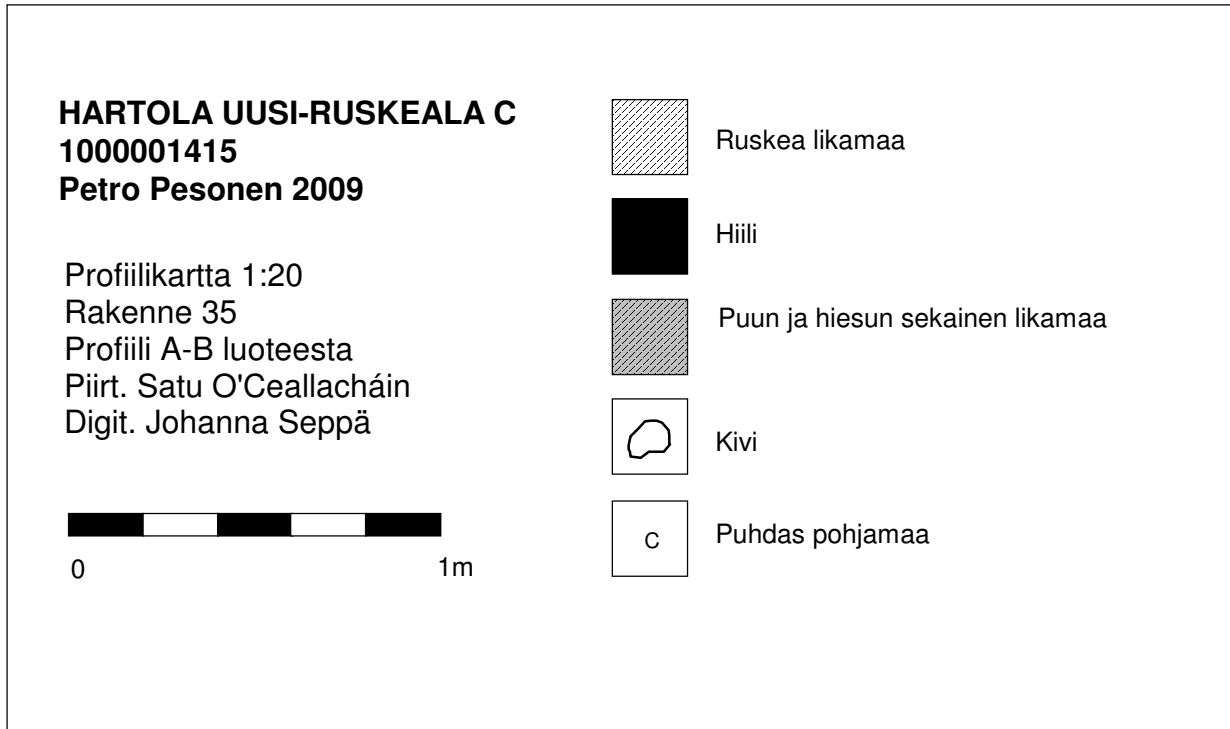 HARTOLA UUSI-RUSKEALA C
1000001415
Petro Pesonen 2009
Profiilikartta 1:20
Rakenne 35
Profiili A-B luoteesta
Piirt. Satu O'Ceallacháin
Digit. Johanna Seppä
0 1m
Ruskea likamaa
Hiili
Puun ja hiesun sekainen likamaa
Kivi
C Puhdas pohjamaa